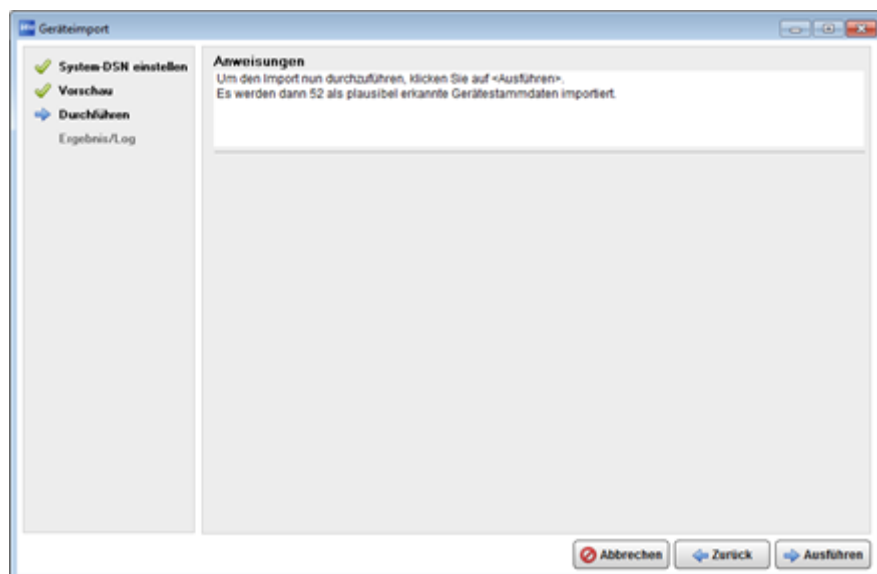 Geräteimport
System-DSN einstellen
Vorschau
Durchführen
Ergebnis/Log
Anweisungen
Um den Import nun durchzuführen, klicken Sie auf <Ausführen>.
Es werden dann 52 als plausibel erkannte Gerätestammdaten importiert.
Abbrechen
Zurück
Ausführen